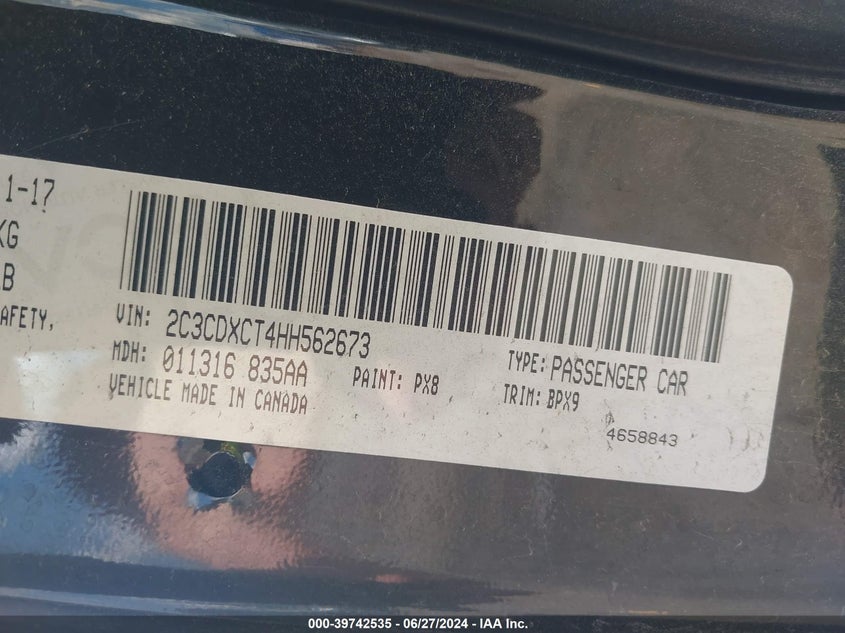 1-17
KG
LB
AFETY,
VIN: 2C3CDXCT4HH562673
MDH: 011316 835AA
PAINT: PX8
VEHICLE MADE IN CANADA
TYPE: PASSENGER CAR
TRIM: BPX9
4658843
000-39742535 - 06/27/2024 - IAA Inc.